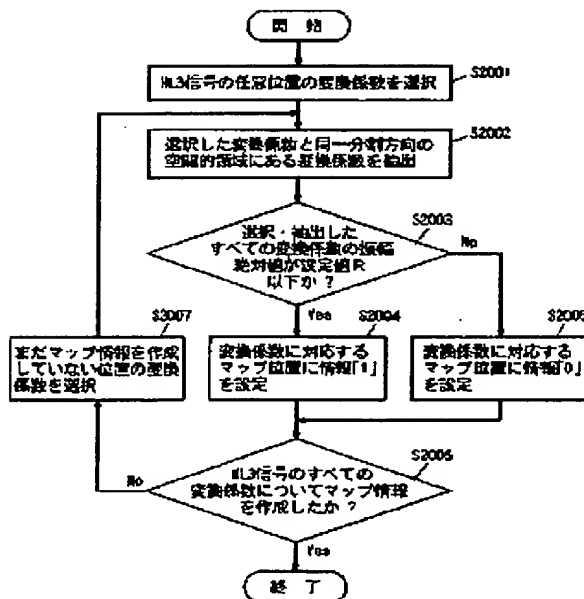 開始
HL3信号の任意位置の変換係数を選択
S2001
選択した変換係数と同一分割方向の
空間的領域にある変換係数を抽出
S2002
選択・抽出した
すべての変換係数の振幅
絶対値が設定値R
以下か?
S2003
No
Yes
S2007
まだマップ情報を作成
していない位置の変換
係数を選択
S2004
変換係数に対応する
マップ位置に情報「1」
を設定
変換係数に対応する
マップ位置に情報「0」
を設定
信号のすべての
変換係数についてマップ情報
を作成したか?
No
Yes
終了